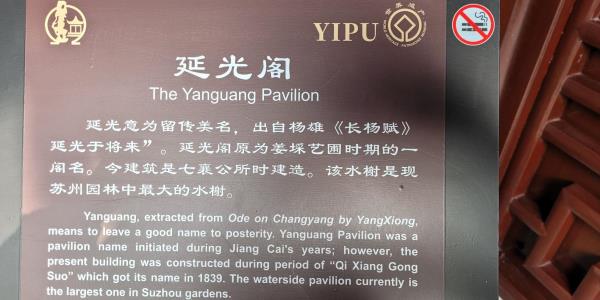 YIPU
延光阁
The Yanguang Pavilion
延光意为留传美名，出自杨雄《长杨赋》
延光于将来”。延光阁原为姜埰艺圃时期的一
阁名。今建筑是七襄公所时建造。该水榭是现
苏州园林中最大的水榭。
Yanguang, extracted from Ode on Changyang by YangXiong,
means to leave a good name to posterity. Yanguang Pavilion was a
pavilion name initiated during Jiang Cai's years; however, the
present building was constructed during period of “Qi Xiang Gong
Suo” which got its name in 1839. The waterside pavilion currently is
the largest one in Suzhou gardens.